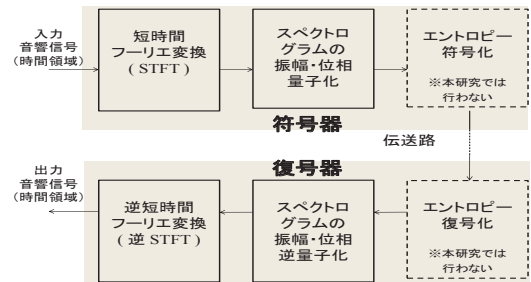 入力
音響信号
(時間領域)
短時間
フーリエ変換
( STFT )
スペクトロ
グラムの
振幅・位相
量子化
エントロピー
符号化
※本研究では
行わない
符号器
伝送路
復号器
出力
音響信号
(時間領域)
逆短時間
フーリエ変換
( 逆 STFT )
スペクトロ
グラムの
振幅・位相
逆量子化
エントロピー
復号化
※本研究では
行わない